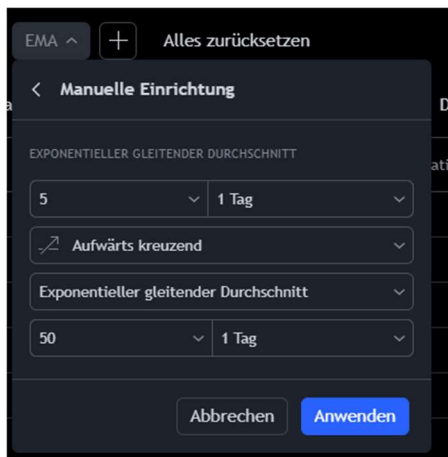 EMA
Alles zurücksetzen
Manuelle Einrichtung
EXPONENTIELLER GLEITENDER DURCHSCHNITT
5 1 Tag
Aufwärts kreuzend
Exponentieller gleitender Durchschnitt
50 1 Tag
Abbrechen Anwenden